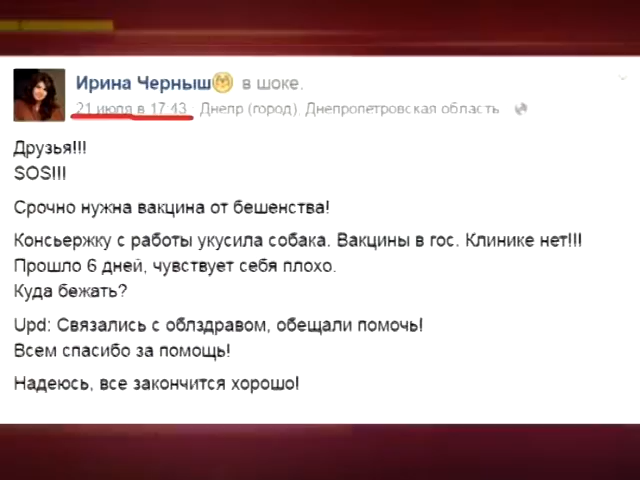 Ирина Черныш в шоке.
21 июля в 17:43 · Днепр (город), Днепропетровская область
Друзья!!!
SOS!!!
Срочно нужна вакцина от бешенства!
Консьержку с работы укусила собака. Вакцины в гос. Клинике нет!!!
Прошло 6 дней, чувствует себя плохо.
Куда бежать?
Upd: Связались с облздравом, обещали помочь!
Всем спасибо за помощь!
Надеюсь, все закончится хорошо!